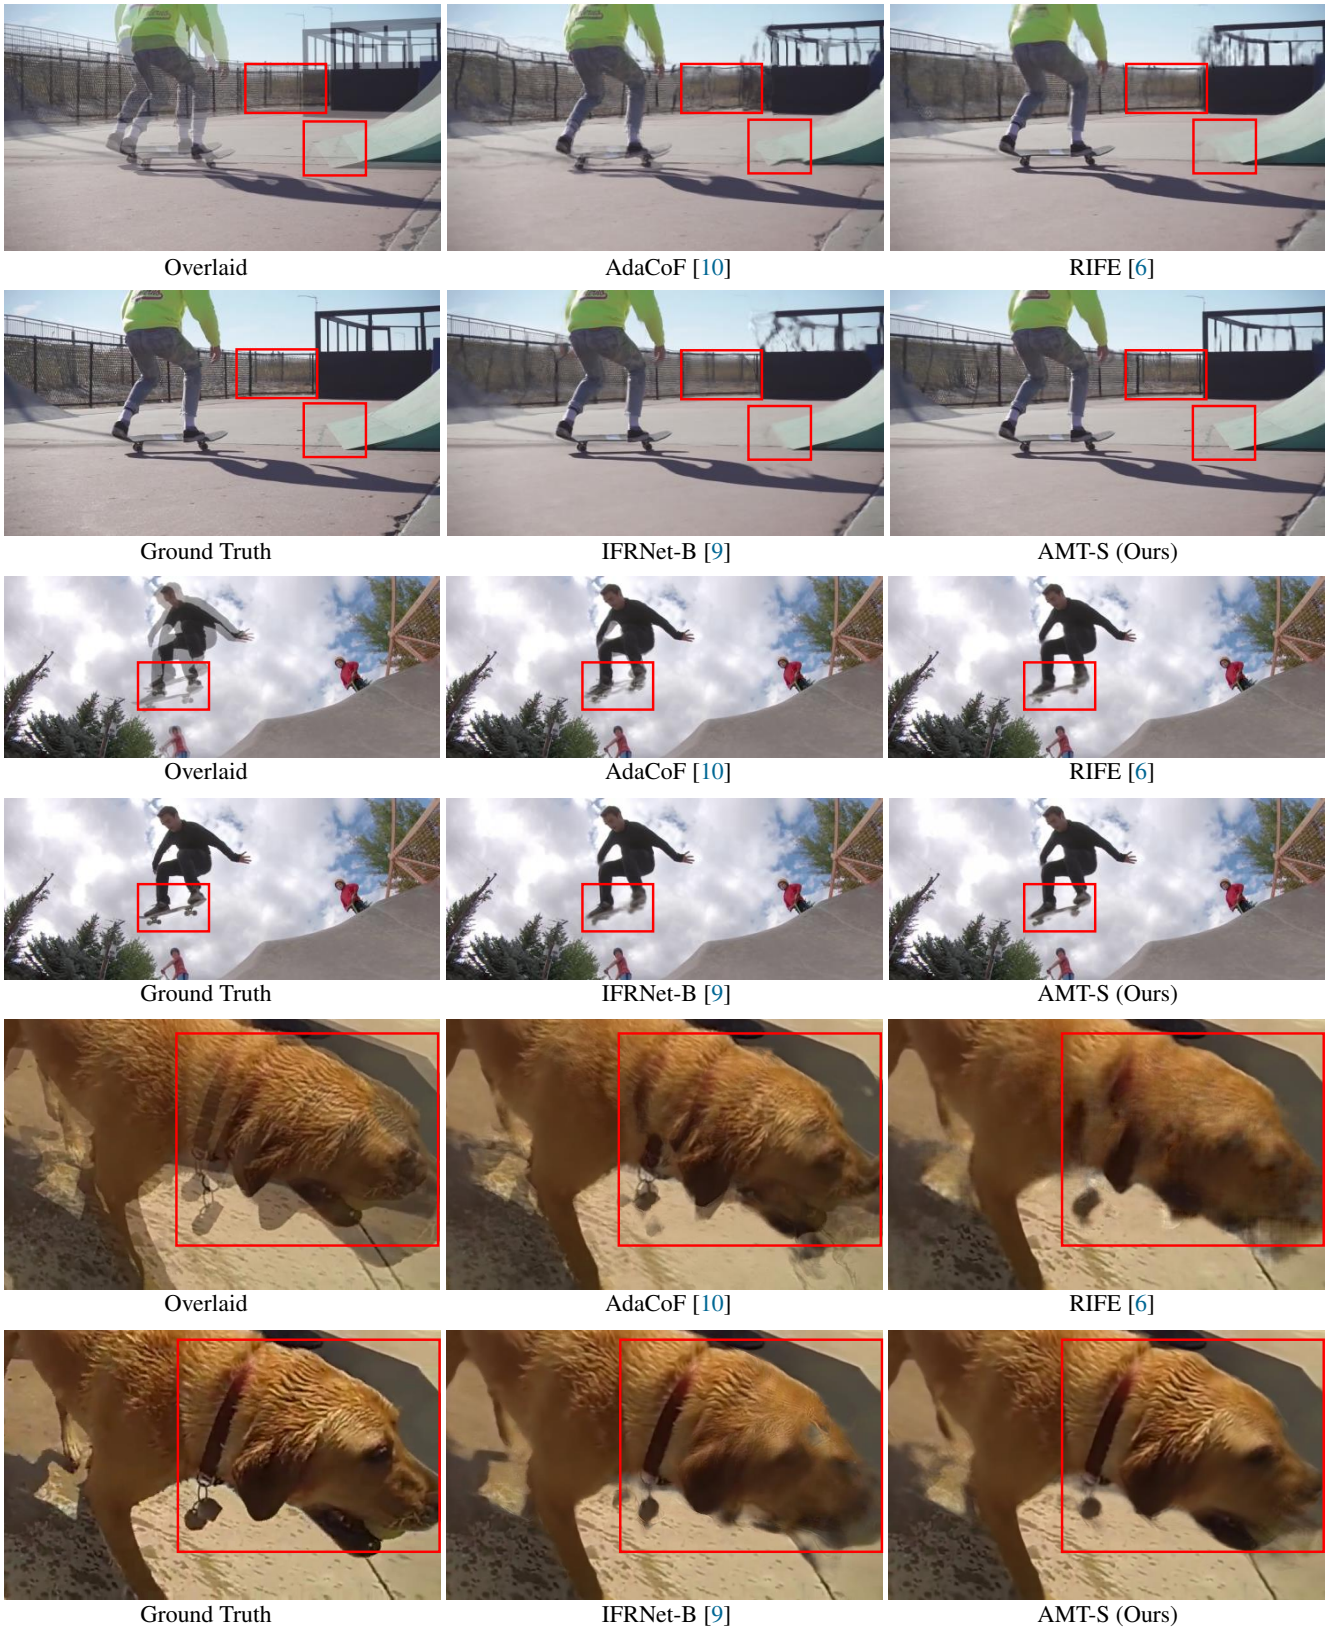 Overlaid
AdaCoF [10]
RIFE [6]
Ground Truth
IFRNet-B [9]
AMT-S (Ours)
Overlaid
AdaCoF [10]
RIFE [6]
Ground Truth
IFRNet-B [9]
AMT-S (Ours)
Overlaid
AdaCoF [10]
RIFE [6]
Ground Truth
IFRNet-B [9]
AMT-S (Ours)